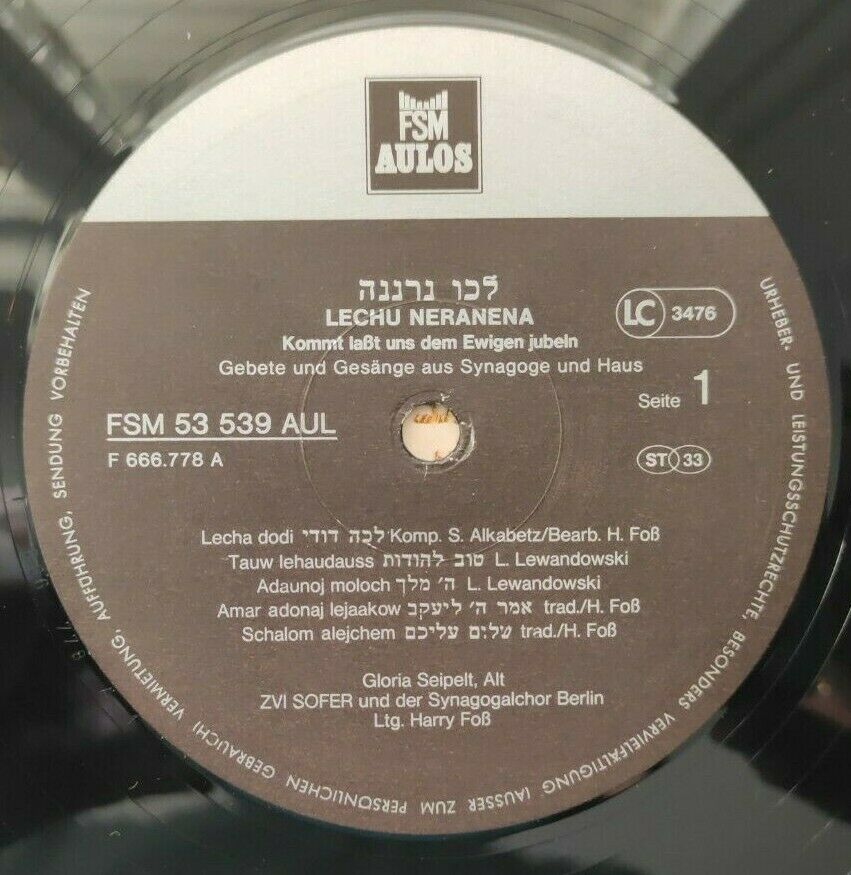 FSM
AULOS
לכו נרננה
LECHU NERANENA
Kommt laßt uns dem Ewigen jubeln
Gebete und Gesänge aus Synagoge und Haus
LC 3476
Seite 1
FSM 53 539 AUL
F 666.778 A
ST 33
Lecha dodi לכה דודי Komp. S. Alkabetz/Bearb. H. Foß
Tauw lehaudauss טוב להודות L. Lewandowski
Adaunoj moloch ה׳ מלך L. Lewandowski
Amar adonaj lejaakow אמר ה׳ ליעקב trad./H. Foß
Schalom alejchem שלום עליכם trad./H. Foß
Gloria Seipelt, Alt
ZVI SOFER und der Synagogalchor Berlin
Ltg. Harry Foß
URHEBER- UND LEISTUNGSSCHUTZRECHTE, BESONDERS VERVIELFÄLTIGUNG (AUSSER ZUM PERSÖNLICHEN GEBRAUCH) VERMIETUNG, AUFFÜHRUNG, SENDUNG VORBEHALTEN